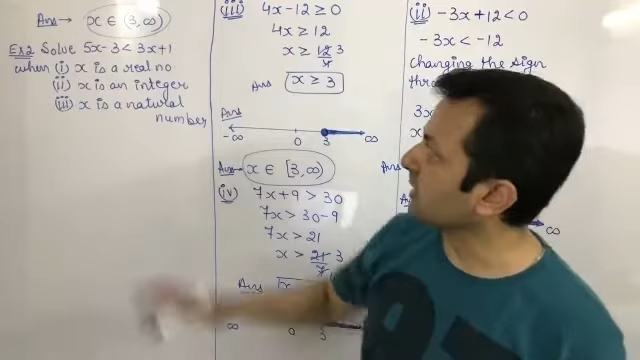 Ans → x ∈ (3, ∞)
Ex2 Solve 5x-3 < 3x+1
when (i) x is a real no
(ii) x is an integer
(iii) x is a natural
number
(iii) 4x-12 ≥ 0
4x ≥ 12
x ≥ 12/4 3
Ans x ≥ 3
Ans
-∞ 0 3 ∞
Ans → x ∈ [3, ∞)
(iv) 7x+9 > 30
7x > 30-9
7x > 21
x > 21/7 3
Ans x
∞ 0 3
(ii) -3x+12 < 0
-3x < -12
Changing the sign
3x
x
Ans
∞